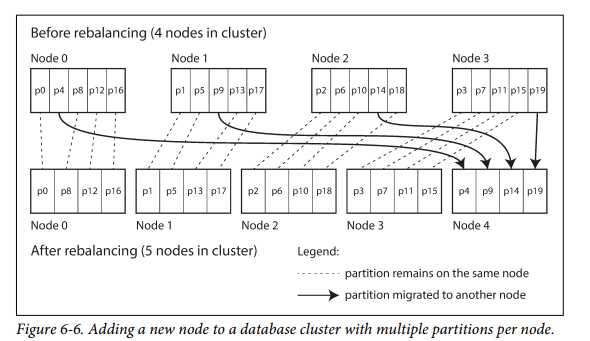 Before rebalancing (4 nodes in cluster)
Node 0 Node 1 Node 2 Node 3
p0 p4 p8 p12 p16 p1 p5 p9 p13 p17 p2 p6 p10 p14 p18 p3 p7 p11 p15 p19
p0 p8 p12 p16 p1 p5 p13 p17 p2 p6 p10 p18 p3 p7 p11 p15 p4 p9 p14 p19
Node 0 Node 1 Node 2 Node 3 Node 4
After rebalancing (5 nodes in cluster)
Legend:
partition remains on the same node
partition migrated to another node
Figure 6-6. Adding a new node to a database cluster with multiple partitions per node.